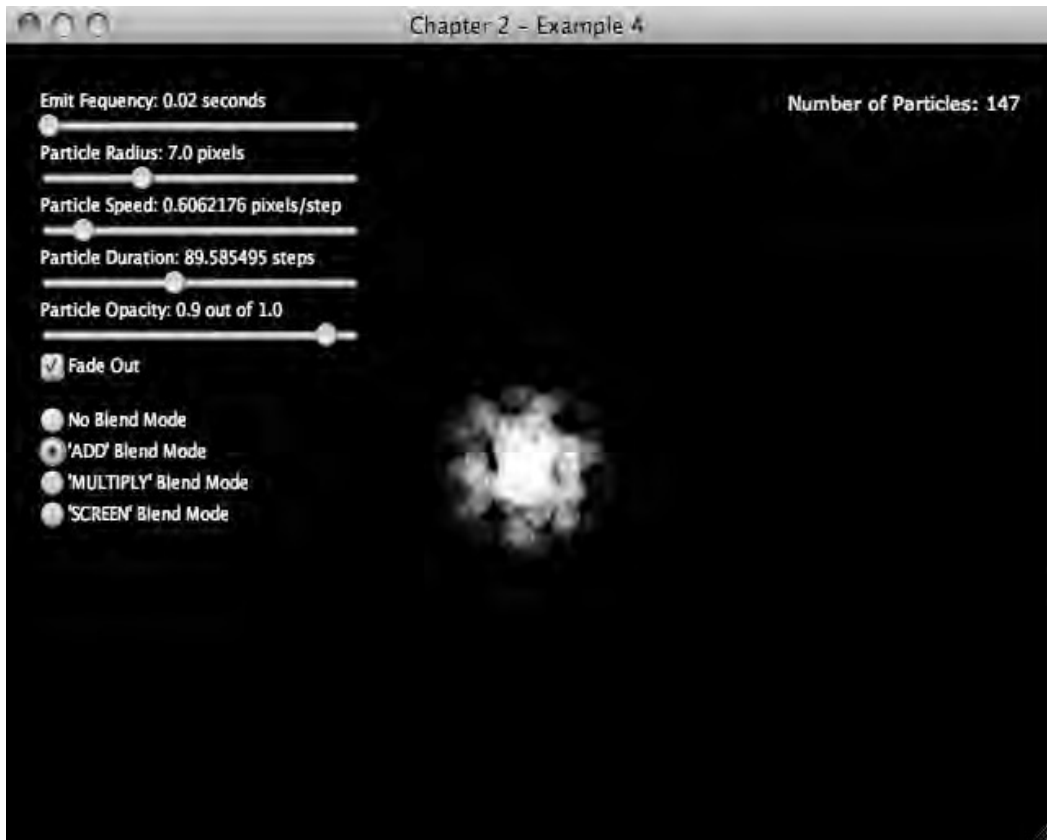 Chapter 2 - Example 4
Emit Fequency: 0.02 seconds
Number of Particles: 147
Particle Radius: 7.0 pixels
Particle Speed: 0.6062176 pixels/step
Particle Duration: 89.585495 steps
Particle Opacity: 0.9 out of 1.0
Fade Out
No Blend Mode
'ADD' Blend Mode
'MULTIPLY' Blend Mode
'SCREEN' Blend Mode